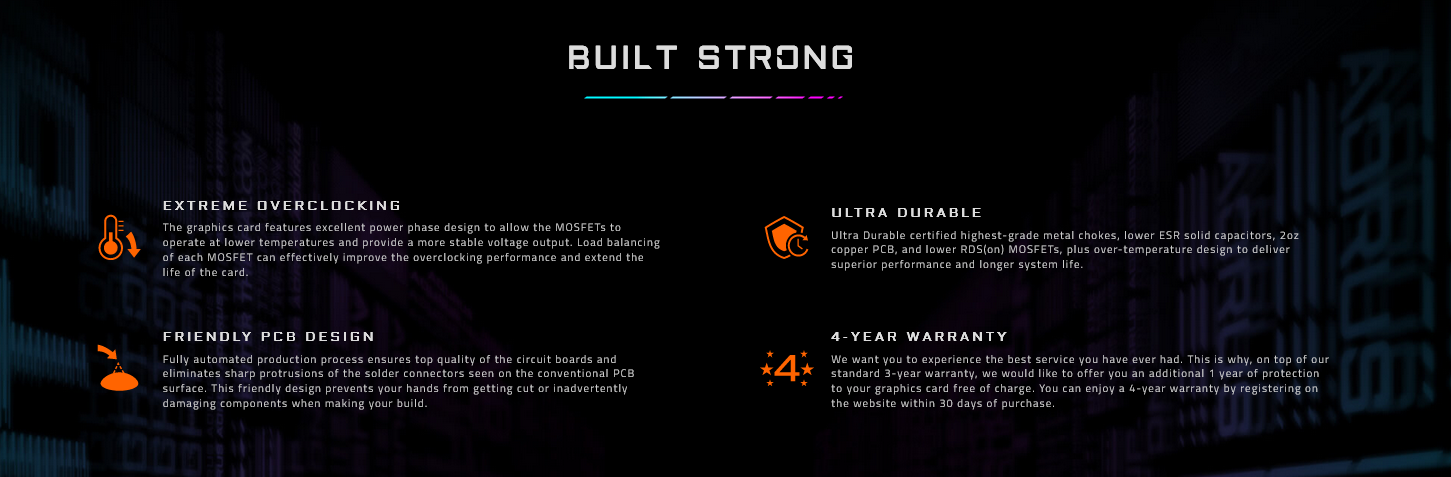 BUILT STRONG
EXTREME OVERCLOCKING
The graphics card features excellent power phase design to allow the MOSFETs to
operate at lower temperatures and provide a more stable voltage output. Load balancing
of each MOSFET can effectively improve the overclocking performance and extend the
life of the card.
ULTRA DURABLE
Ultra Durable certified highest-grade metal chokes, lower ESR solid capacitors, 2oz
copper PCB, and lower RDS(on) MOSFETs, plus over-temperature design to deliver
superior performance and longer system life.
FRIENDLY PCB DESIGN
Fully automated production process ensures top quality of the circuit boards and
eliminates sharp protrusions of the solder connectors seen on the conventional PCB
surface. This friendly design prevents your hands from getting cut or inadvertently
damaging components when making your build.
4
4-YEAR WARRANTY
We want you to experience the best service you have ever had. This is why, on top of our
standard 3-year warranty, we would like to offer you an additional 1 year of protection
to your graphics card free of charge. You can enjoy a 4-year warranty by registering on
the website within 30 days of purchase.
AORUS